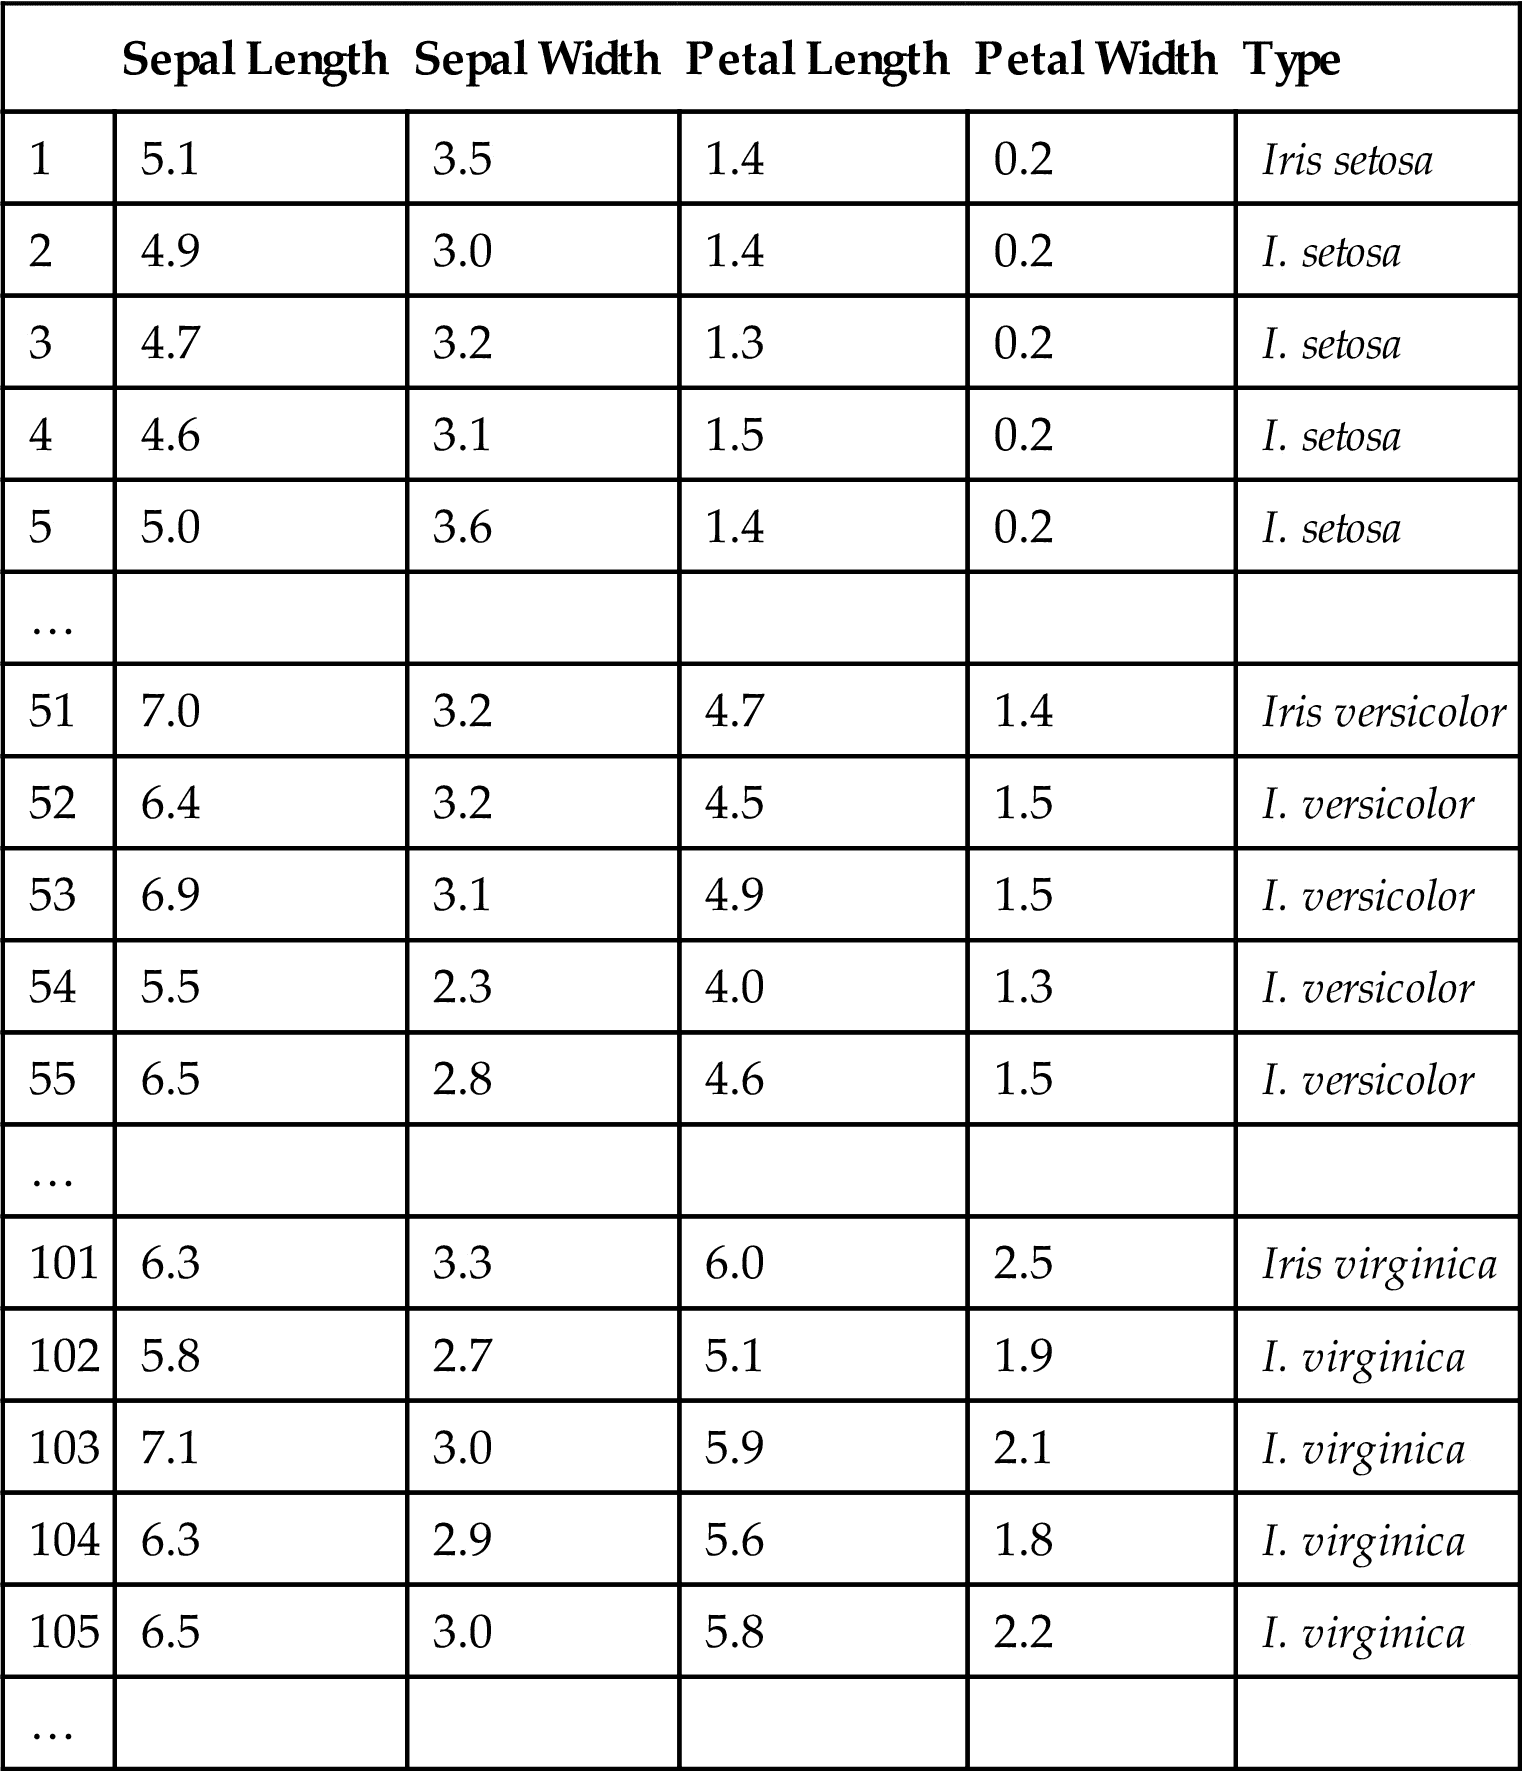 Sepal Length Sepal Width Petal Length Petal Width Type
1 5.1 3.5 1.4 0.2 Iris setosa
2 4.9 3.0 1.4 0.2 I. setosa
3 4.7 3.2 1.3 0.2 I. setosa
4 4.6 3.1 1.5 0.2 I. setosa
5 5.0 3.6 1.4 0.2 I. setosa
…
51 7.0 3.2 4.7 1.4 Iris versicolor
52 6.4 3.2 4.5 1.5 I. versicolor
53 6.9 3.1 4.9 1.5 I. versicolor
54 5.5 2.3 4.0 1.3 I. versicolor
55 6.5 2.8 4.6 1.5 I. versicolor
…
101 6.3 3.3 6.0 2.5 Iris virginica
102 5.8 2.7 5.1 1.9 I. virginica
103 7.1 3.0 5.9 2.1 I. virginica
104 6.3 2.9 5.6 1.8 I. virginica
105 6.5 3.0 5.8 2.2 I. virginica
…